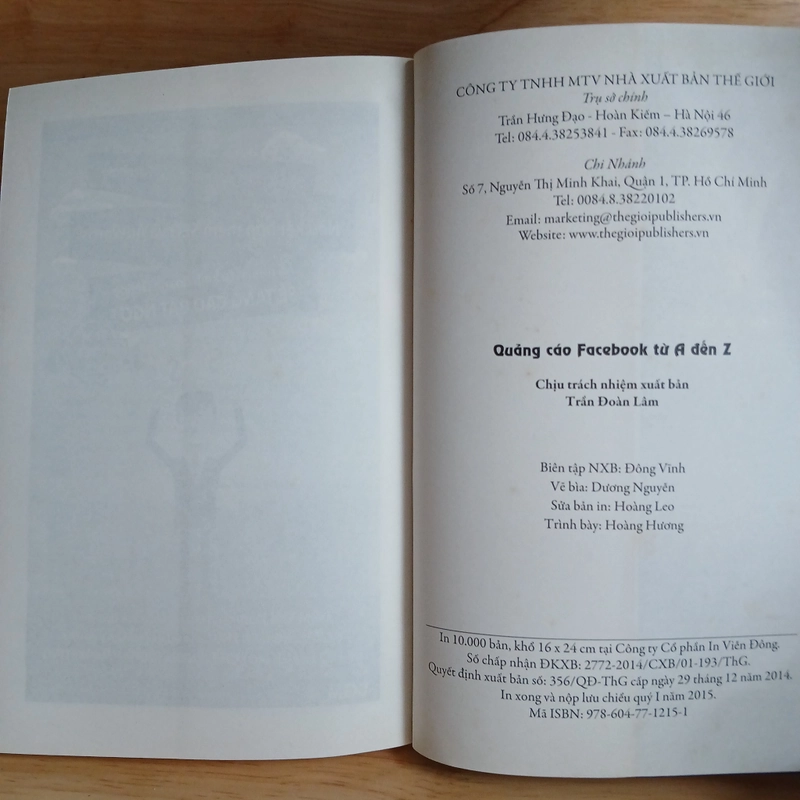 CÔNG TY TNHH MTV NHÀ XUẤT BẢN THẾ GIỚI
Trụ sở chính
Trần Hưng Đạo - Hoàn Kiếm – Hà Nội 46
Tel: 084.4.38253841 - Fax: 084.4.38269578
Chi Nhánh
Số 7, Nguyễn Thị Minh Khai, Quận 1, TP. Hồ Chí Minh
Tel: 0084.8.38220102
Email: marketing@thegioipublishers.vn
Website: www.thegioipublishers.vn
Quảng cáo Facebook từ A đến Z
Chịu trách nhiệm xuất bản
Trần Đoàn Lâm
Biên tập NXB: Đông Vĩnh
Vẽ bìa: Dương Nguyên
Sửa bản in: Hoàng Leo
Trình bày: Hoàng Hương
In 10.000 bản, khổ 16 x 24 cm tại Công ty Cổ phần In Viễn Đông.
Số chấp nhận ĐKXB: 2772-2014/CXB/01-193/ThG.
Quyết định xuất bản số: 356/QĐ-ThG cấp ngày 29 tháng 12 năm 2014.
In xong và nộp lưu chiểu quý I năm 2015.
Mã ISBN: 978-604-77-1215-1